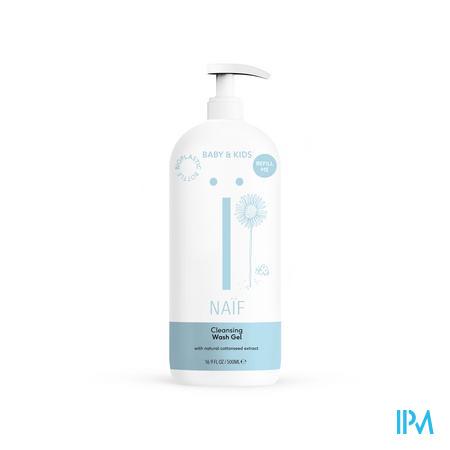 BABY & KIDS
BIOPLASTIC BOTTLE
REFILL
ME
NAÏF
Cleansing
Wash Gel
with natural cottonseed extract
16.9 FL OZ / 500ML e
IPM